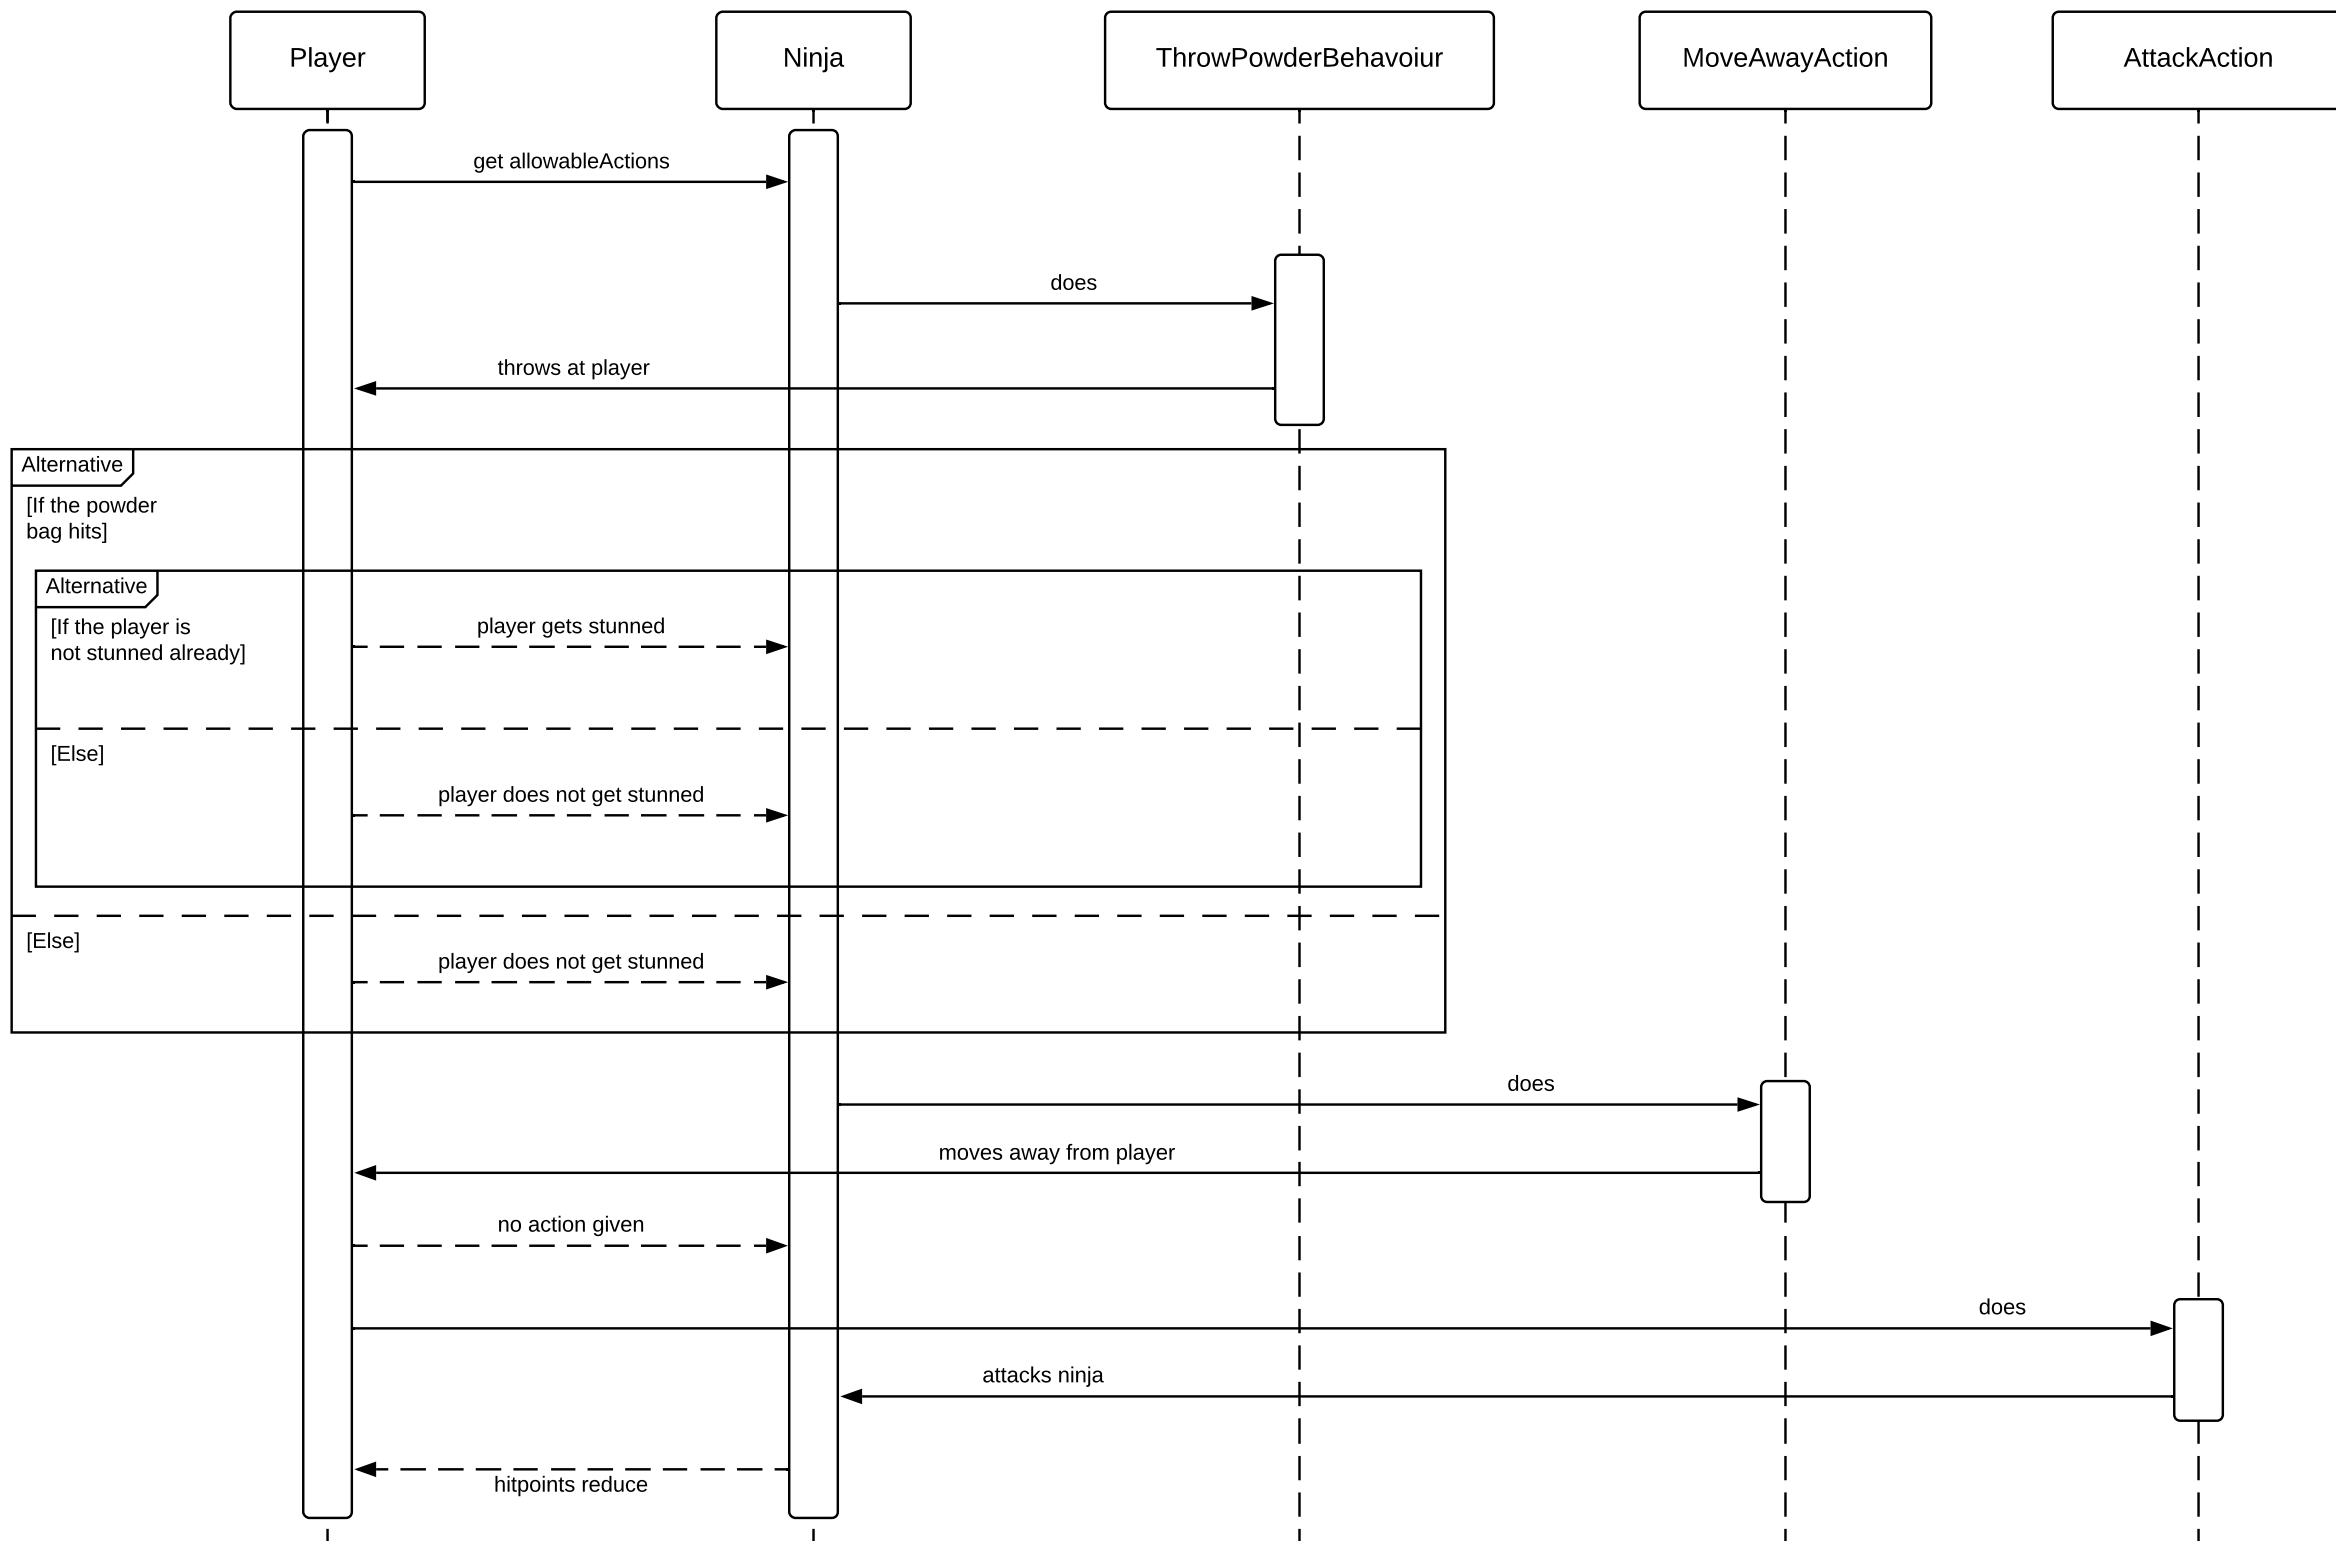 Player
Ninja
ThrowPowderBehavoiur
MoveAwayAction
AttackAction
get allowableActions
does
throws at player
Alternative
[If the powder
bag hits]
Alternative
[If the player is
not stunned already]
player gets stunned
[Else]
player does not get stunned
[Else]
player does not get stunned
does
moves away from player
no action given
does
attacks ninja
hitpoints reduce